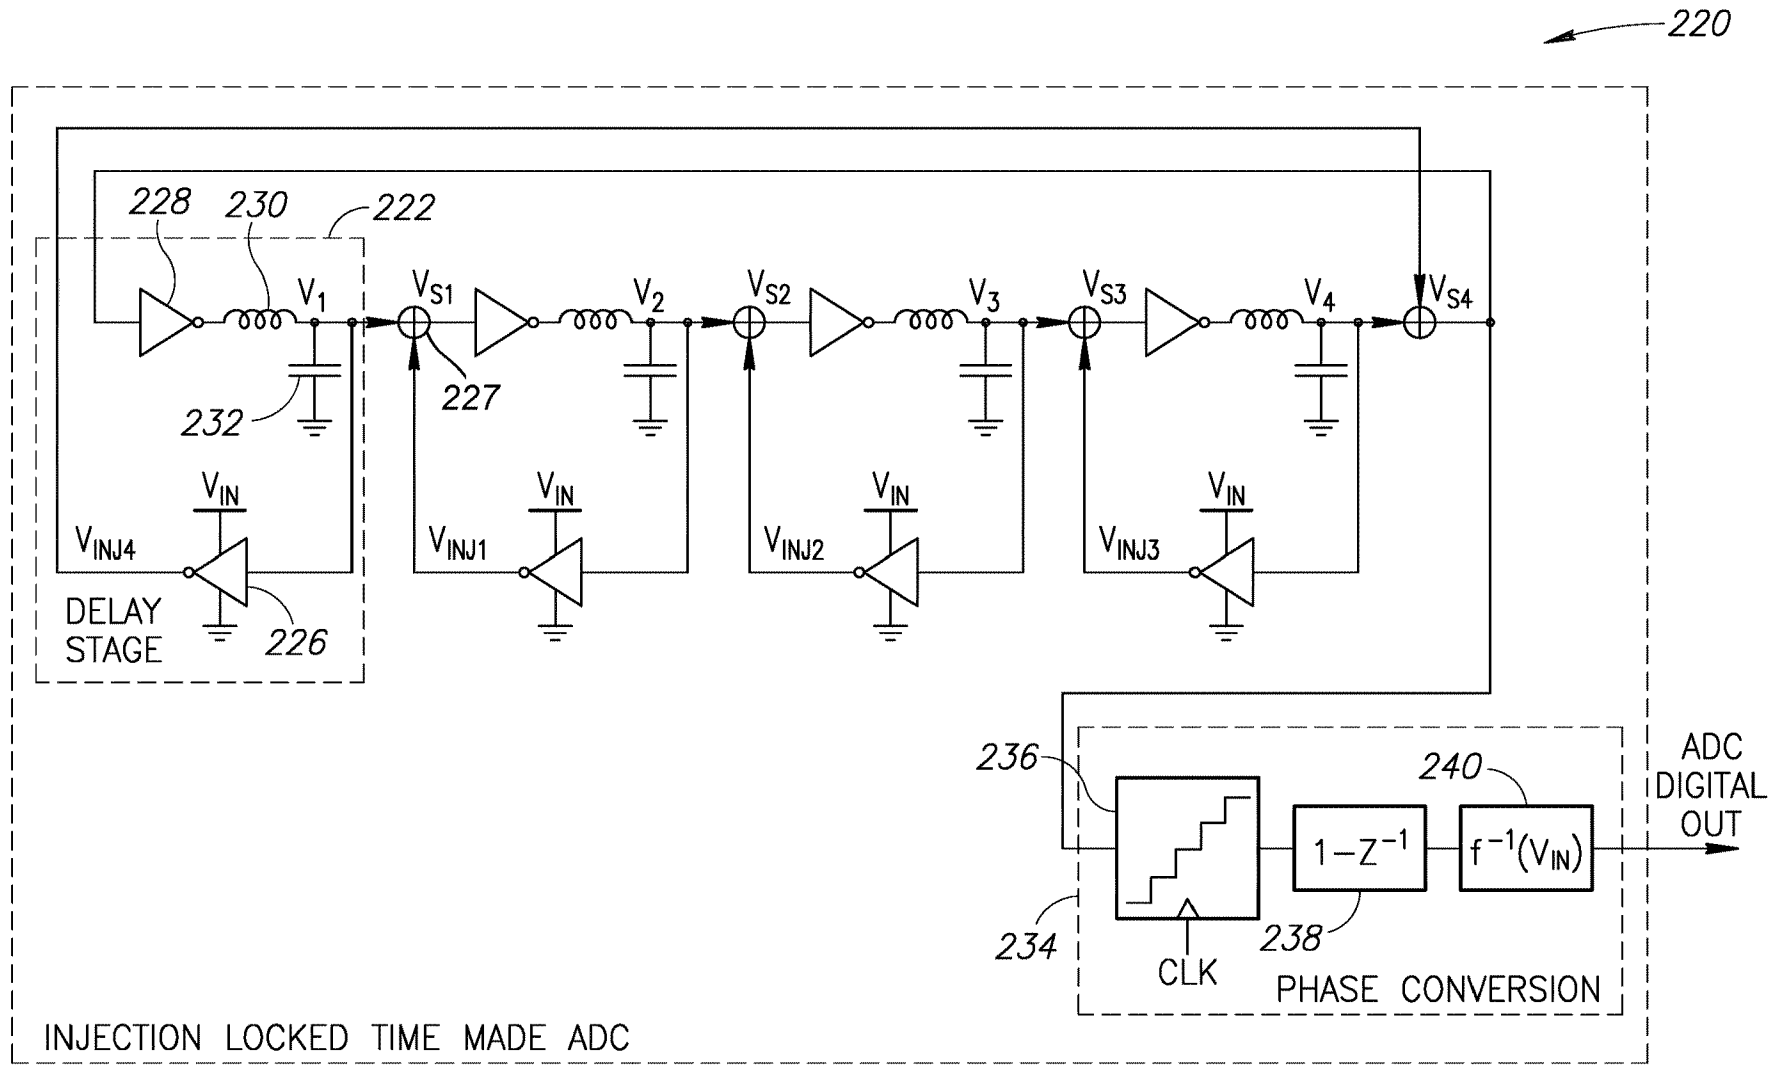 220
228
230
222
V1
VS1
V2
VS2
V3
VS3
V4
VS4
227
232
VIN
VIN
VIN
VIN
VINJ4
VINJ1
VINJ2
VINJ3
DELAY
STAGE
226
236
240
ADC
DIGITAL
OUT
1-Z-1
f-1(VIN)
234
238
CLK
PHASE CONVERSION
INJECTION LOCKED TIME MADE ADC